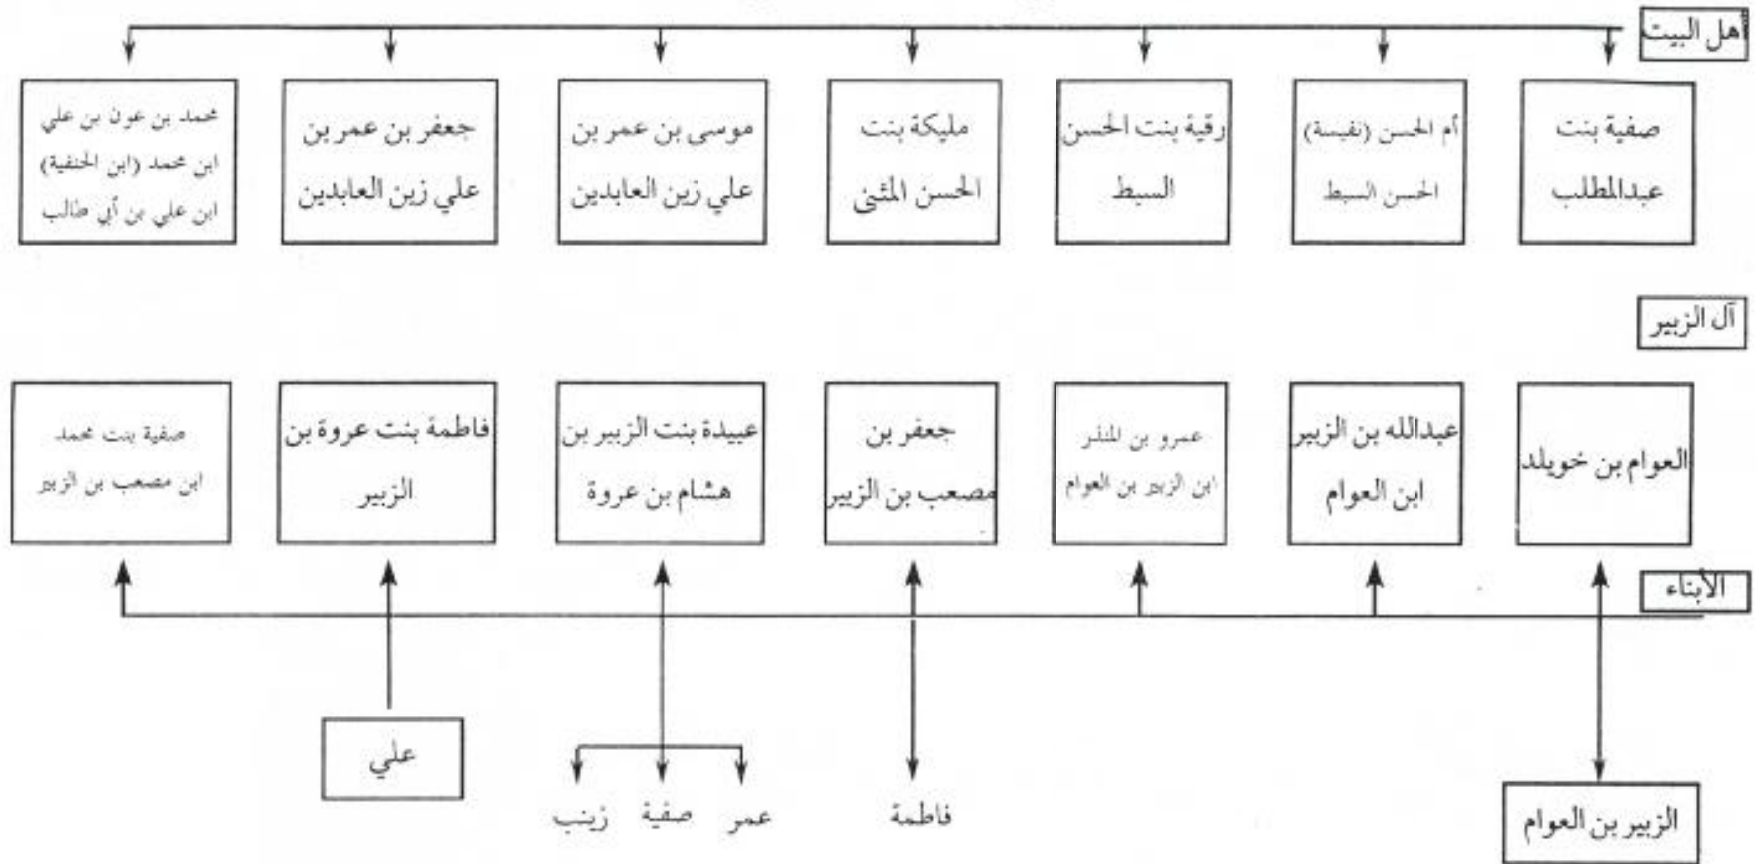 أهل البيت
صفية بنت
عبدالمطلب
أم الحسن (نفيسة)
الحسن السبط
رقية بنت الحسن
السبط
مليكة بنت
الحسن المثنى
موسى بن عمر بن
علي زين العابدين
جعفر بن عمر بن
علي زين العابدين
محمد بن عون بن علي
ابن محمد (ابن الحنفية)
ابن علي بن أبي طالب
آل الزبير
العوام بن خويلد
عبدالله بن الزبير
ابن العوام
عمرو بن المنذر
ابن الزبير بن العوام
جعفر بن
مصعب بن الزبير
عبيدة بنت الزبير بن
هشام بن عروة
فاطمة بنت عروة بن
الزبير
صفية بنت محمد
ابن مصعب بن الزبير
الأبناء
الزبير بن العوام
فاطمة
عمر
صفية
زينب
علي